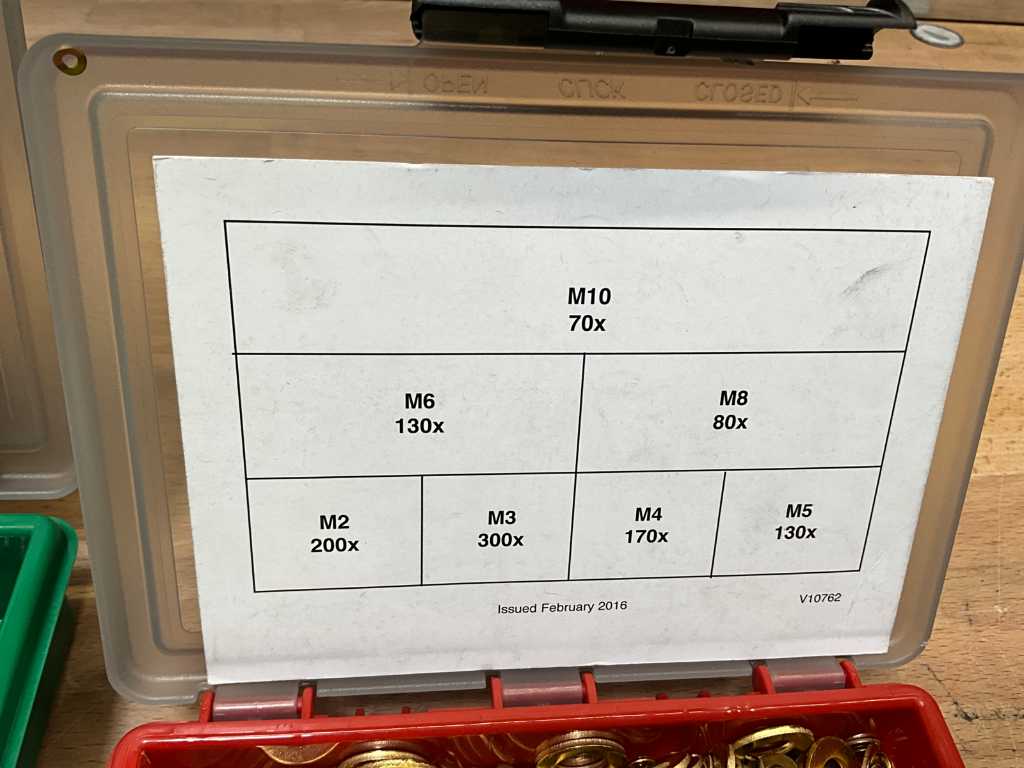 OPEN CLICK CLOSED
M10
70x
M6
130x
M8
80x
M2
200x
M3
300x
M4
170x
M5
130x
Issued February 2016
V10762